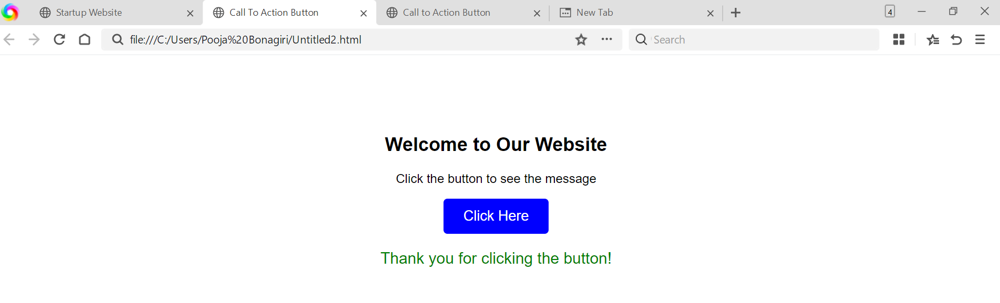 Startup Website
Call To Action Button
Call to Action Button
New Tab
4
file:///C:/Users/Pooja%20Bonagiri/Untitled2.html
Search
Welcome to Our Website
Click the button to see the message
Click Here
Thank you for clicking the button!